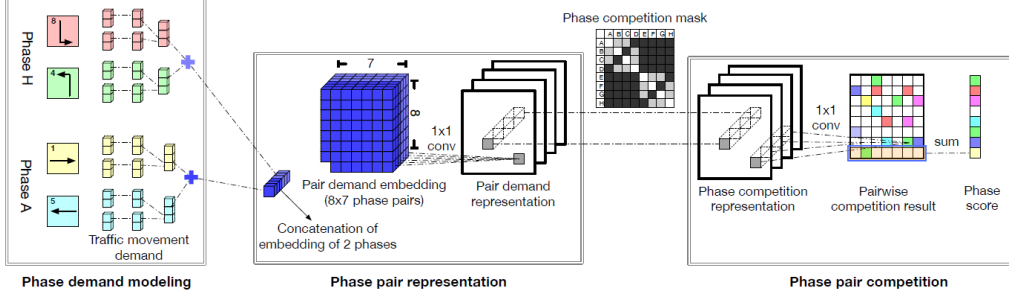 Phase H
8
4
Phase A
1
5
Traffic movement
demand
Phase demand modeling
7
8
1x1
conv
Pair demand embedding
(8x7 phase pairs)
Pair demand
representation
Concatenation of
embedding of 2 phases
Phase pair representation
Phase competition mask
A B C D E F G H
A
B
C
D
E
F
G
H
1x1
conv
sum
Phase competition
representation
Pairwise
competition result
Phase
score
Phase pair competition